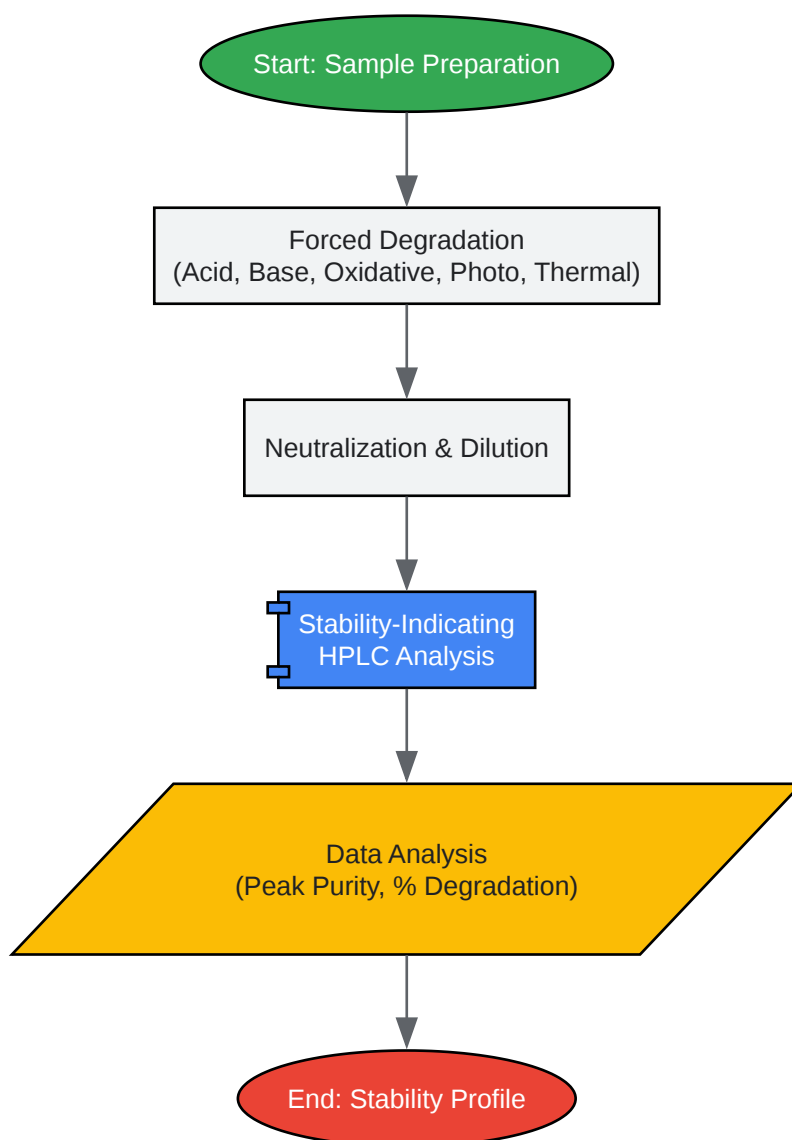 Start: Sample Preparation
Forced Degradation
(Acid, Base, Oxidative, Photo, Thermal)
Neutralization & Dilution
Stability-Indicating
HPLC Analysis
Data Analysis
(Peak Purity, % Degradation)
End: Stability Profile